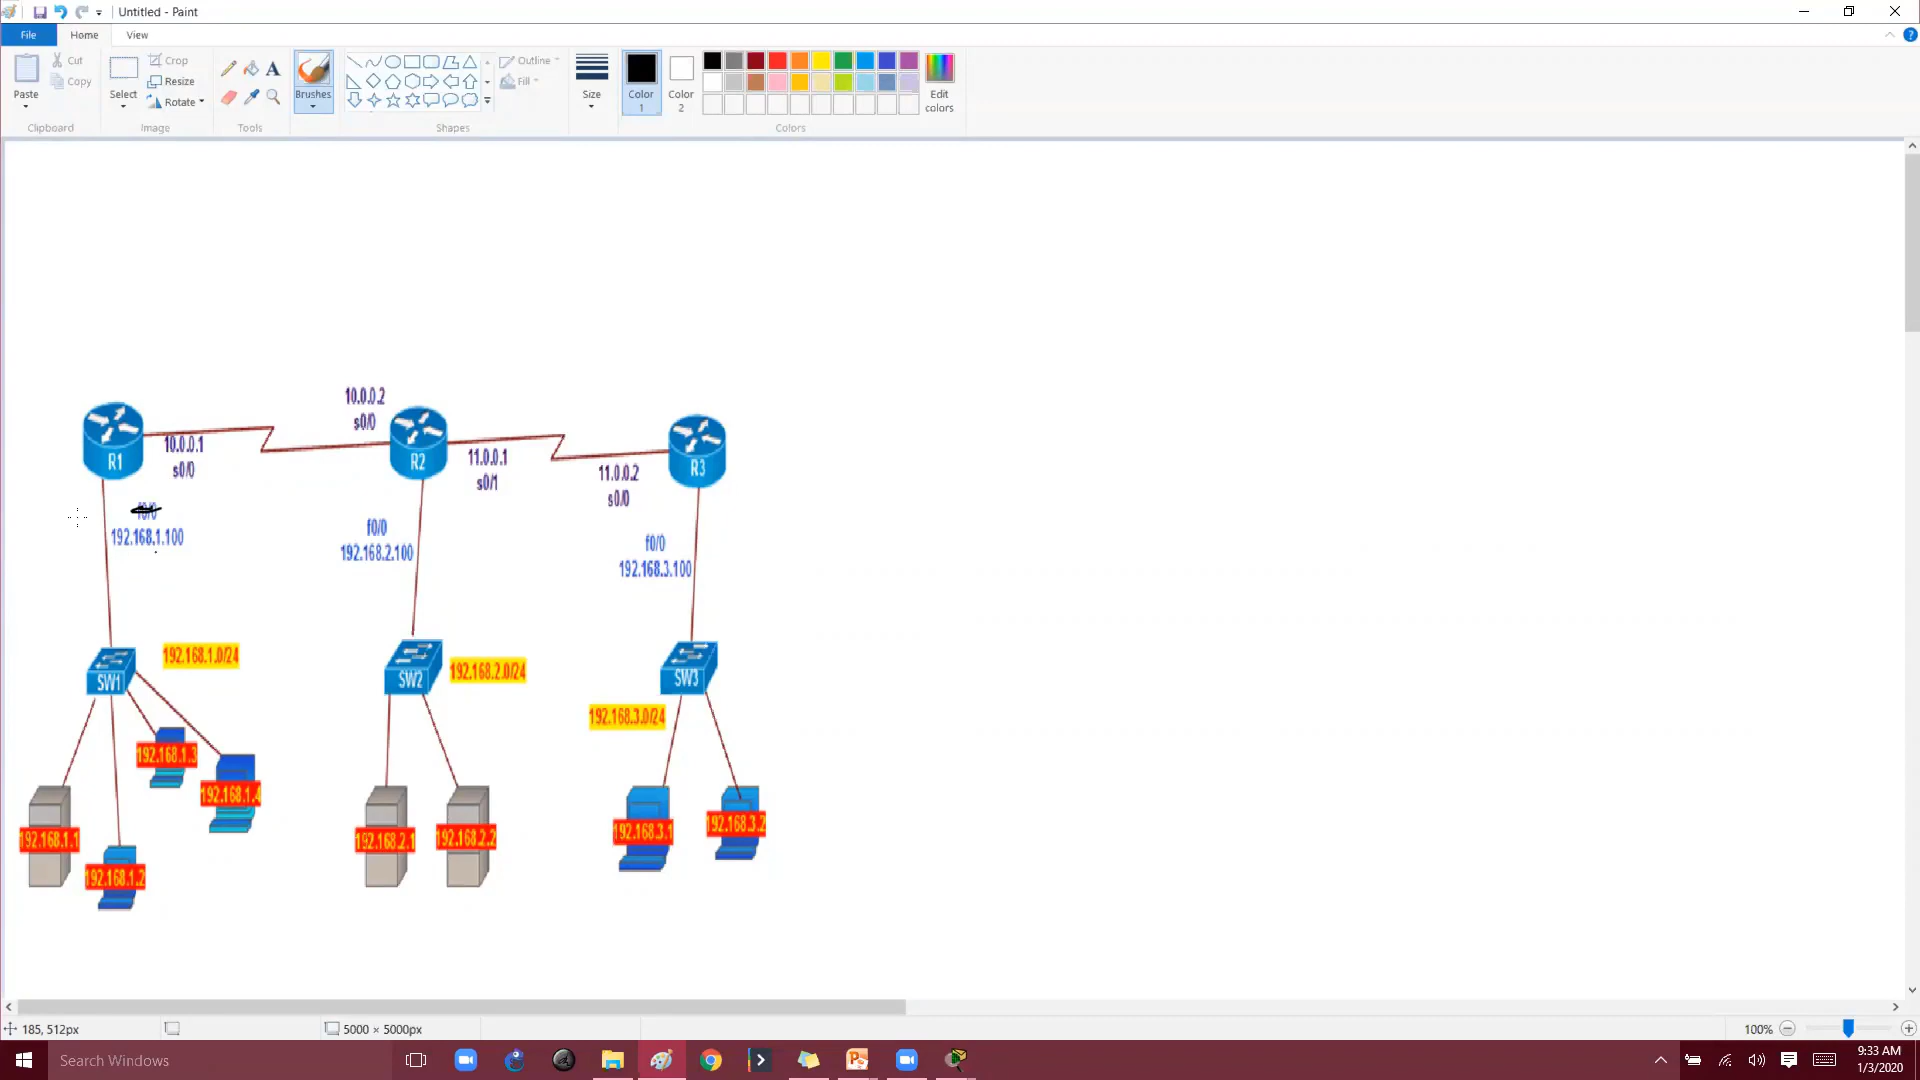 Untitled - Paint
File Home View
Paste
Cut
Copy
Clipboard
Select
Crop
Resize
Rotate
Image
Tools
Brushes
Outline
Fill
Shapes
Size
Color 1
Color 2
Edit colors
Colors
10.0.0.2
s0/0
R1
10.0.0.1
s0/0
R2
11.0.0.1
s0/1
11.0.0.2
s0/0
R3
f0/0
192.168.1.100
f0/0
192.168.2.100
f0/0
192.168.3.100
192.168.1.0/24
SW1
SW2
192.168.2.0/24
SW3
192.168.3.0/24
192.168.1.3
192.168.1.4
192.168.1.1
192.168.1.2
192.168.2.1
192.168.2.2
192.168.3.1
192.168.3.2
185, 512px
5000 × 5000px
100%
Search Windows
9:33 AM
1/3/2020